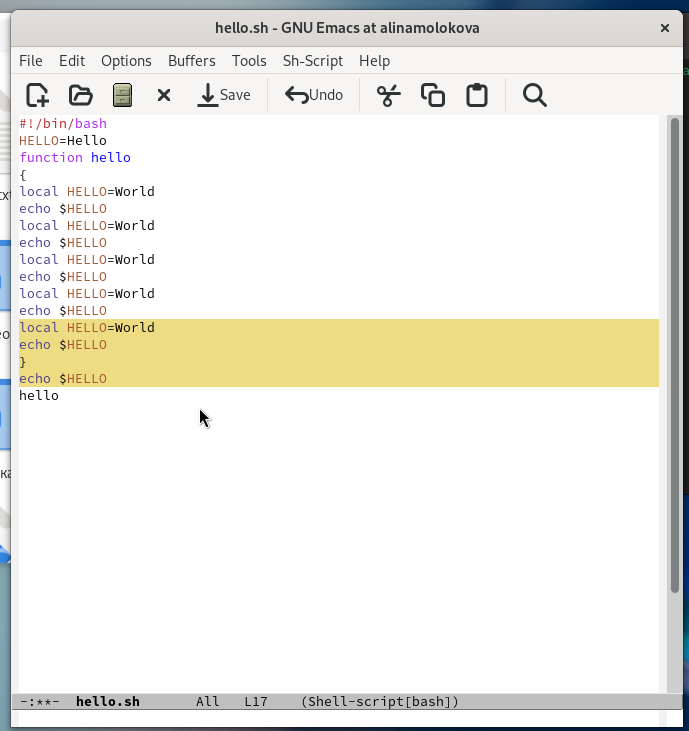 hello.sh - GNU Emacs at alinamolokova
File Edit Options Buffers Tools Sh-Script Help
Save Undo
#!/bin/bash
HELLO=Hello
function hello
{
local HELLO=World
echo $HELLO
local HELLO=World
echo $HELLO
local HELLO=World
echo $HELLO
local HELLO=World
echo $HELLO
local HELLO=World
echo $HELLO
}
echo $HELLO
hello
-:**- hello.sh All L17 (Shell-script[bash])